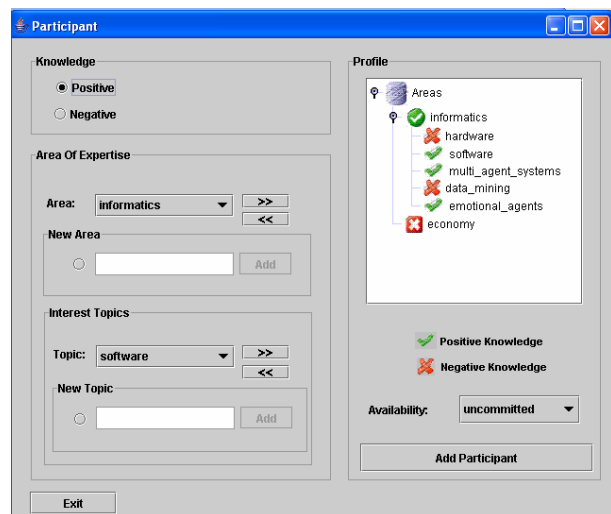 Participant
Knowledge
Positive
Negative
Area Of Expertise
Area: informatics >>
<<
New Area
Add
Interest Topics
Topic: software >>
<<
New Topic
Add
Exit
Profile
Areas
informatics
hardware
software
multi_agent_systems
data_mining
emotional_agents
economy
Positive Knowledge
Negative Knowledge
Availability: uncommitted
Add Participant